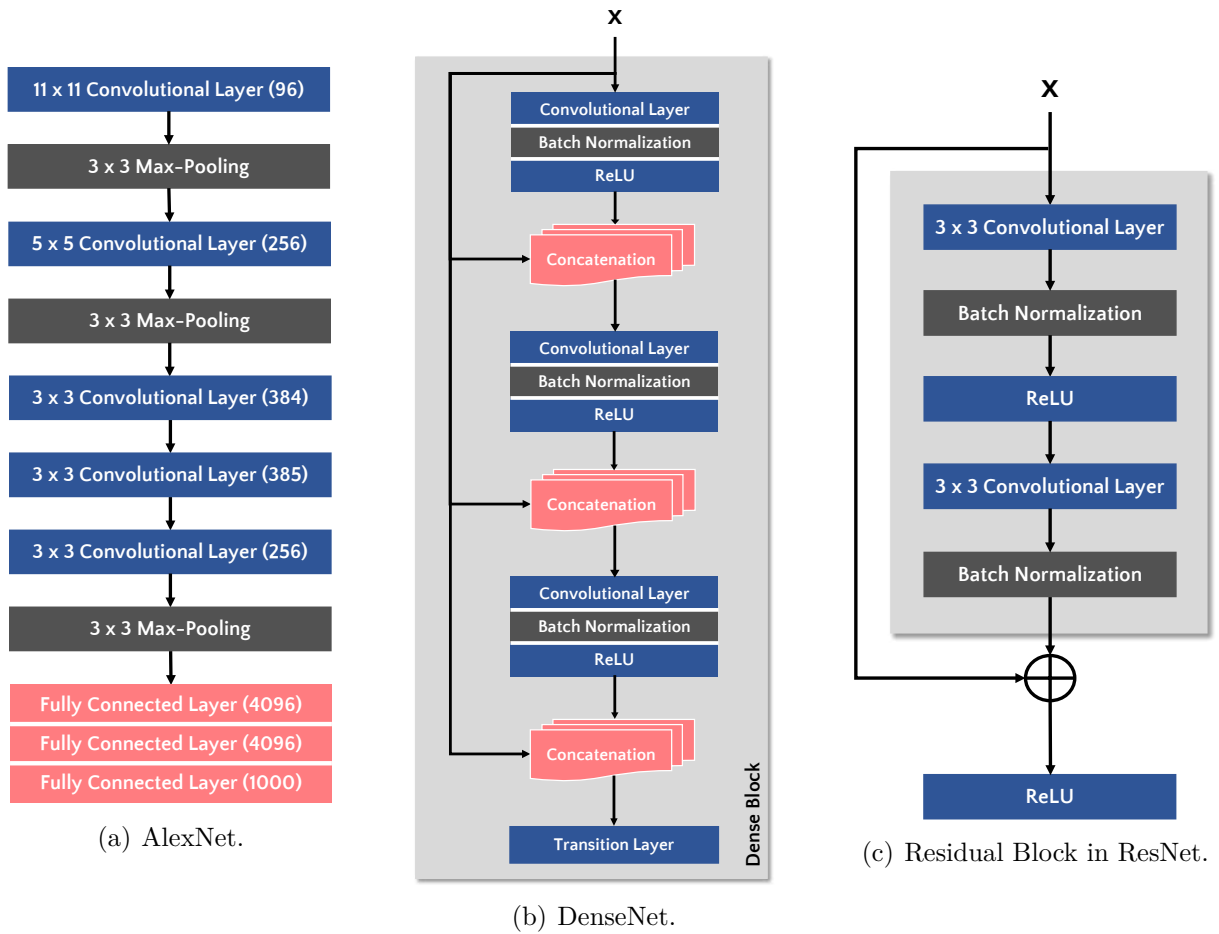 11 x 11 Convolutional Layer (96)
3 x 3 Max-Pooling
5 x 5 Convolutional Layer (256)
3 x 3 Max-Pooling
3 x 3 Convolutional Layer (384)
3 x 3 Convolutional Layer (385)
3 x 3 Convolutional Layer (256)
3 x 3 Max-Pooling
Fully Connected Layer (4096)
Fully Connected Layer (4096)
Fully Connected Layer (1000)
(a) AlexNet.
X
Convolutional Layer
Batch Normalization
ReLU
Concatenation
Convolutional Layer
Batch Normalization
ReLU
Concatenation
Convolutional Layer
Batch Normalization
ReLU
Concatenation
Transition Layer
Dense Block
(b) DenseNet.
X
3 x 3 Convolutional Layer
Batch Normalization
ReLU
3 x 3 Convolutional Layer
Batch Normalization
ReLU
(c) Residual Block in ResNet.